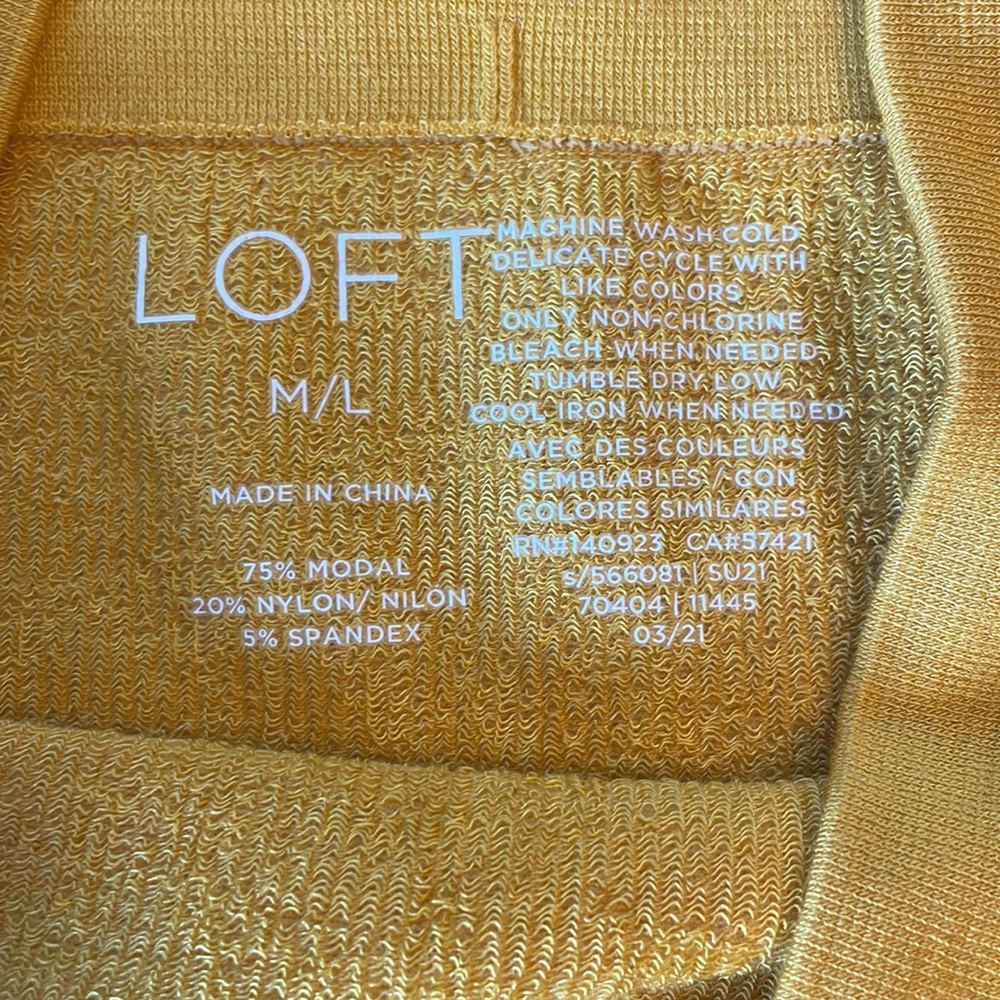 LOFT
M/L
MADE IN CHINA
75% MODAL
20% NYLON/ NILÓN
5% SPANDEX
MACHINE WASH COLD
DELICATE CYCLE WITH
LIKE COLORS
ONLY NON-CHLORINE
BLEACH WHEN NEEDED
TUMBLE DRY LOW
COOL IRON WHEN NEEDED
AVEC DES COULEURS
SEMBLABLES / CON
COLORES SIMILARES
RN#140923 CA#57421
s/566081 | SU21
70404 | 11445
03/21